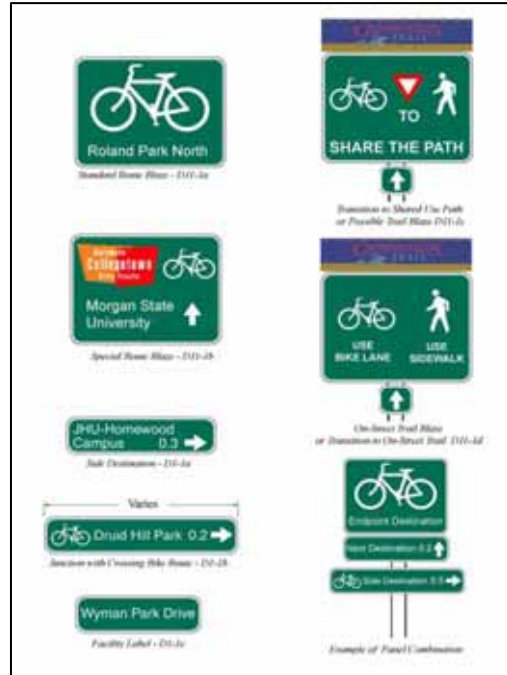 Roland Park North
Standard Route Blaze - D11-1a
Collegetown
Morgan State
University
Special Route Blaze - D11-1b
JHU-Homewood
Campus 0.3
Side Destination - D1-1a
Varies
Druid Hill Park 0.2
Junction with Crossing Bike Route - D1-1b
Wyman Park Drive
Facility Label - D1-1c
TRAIL
TO
SHARE THE PATH
Transition to Shared Use Path
or Possible Trail Blaze D11-1c
TRAIL
USE
BIKE LANE
USE
SIDEWALK
On-Street Trail Blaze
or Transition to On-Street Trail D11-1d
Endpoint Destination
Next Destination 0.2
Side Destination 0.5
Example of Panel Combination